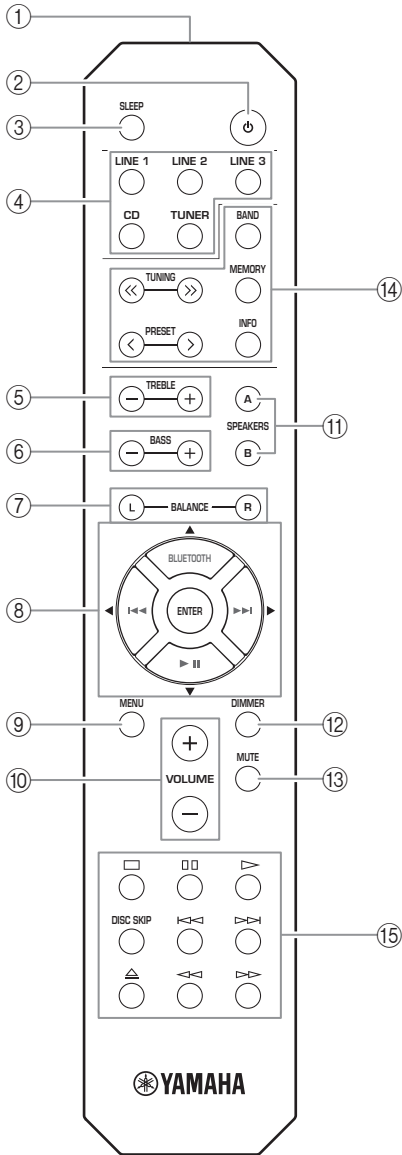 ①
②
SLEEP
③
LINE 1 LINE 2 LINE 3
④
CD TUNER BAND
TUNING MEMORY
⑭
PRESET INFO
⑤ TREBLE A
SPEAKERS ⑪
⑥ BASS B
⑦ L BALANCE R
BLUETOOTH
⑧ ENTER
⑨ MENU DIMMER ⑫
⑩ VOLUME MUTE ⑬
DISC SKIP
⑮
YAMAHA